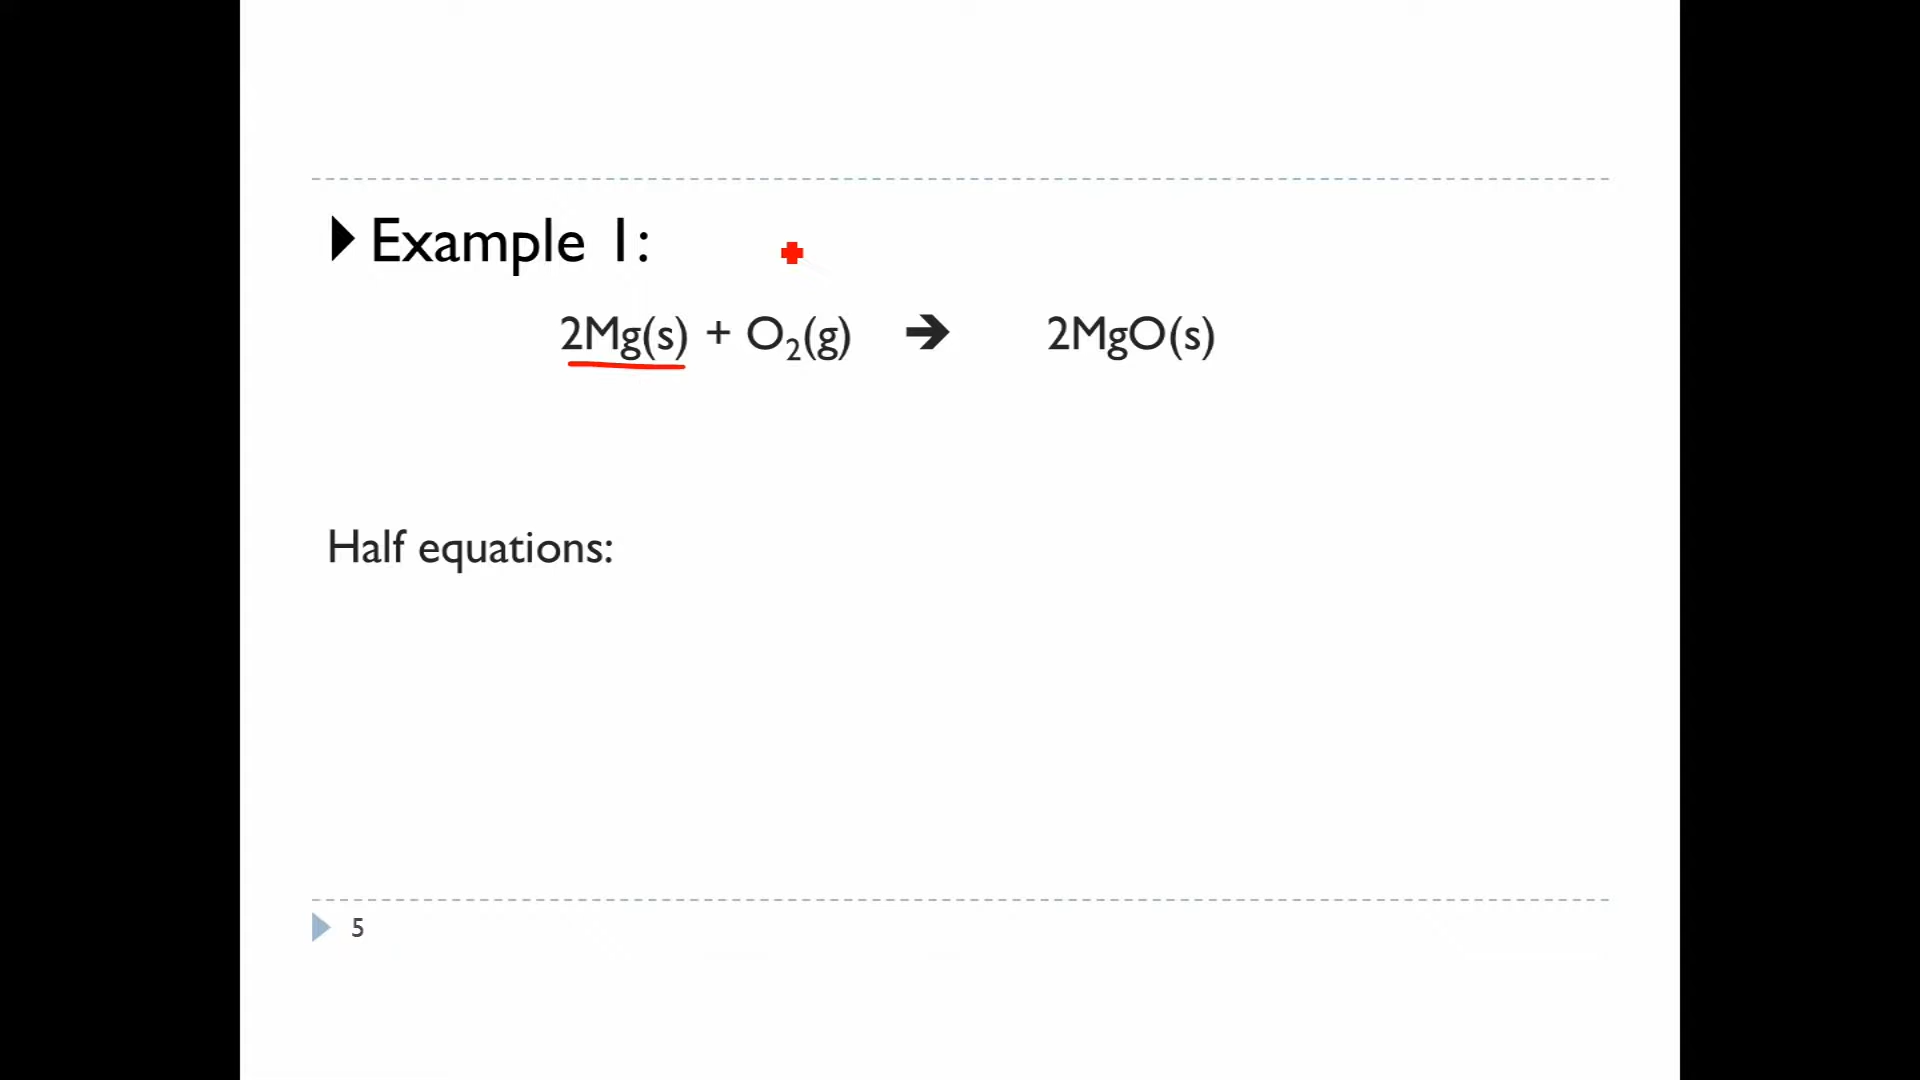 Example 1:
2Mg(s) + O₂(g) ➔ 2MgO(s)
Half equations:
5